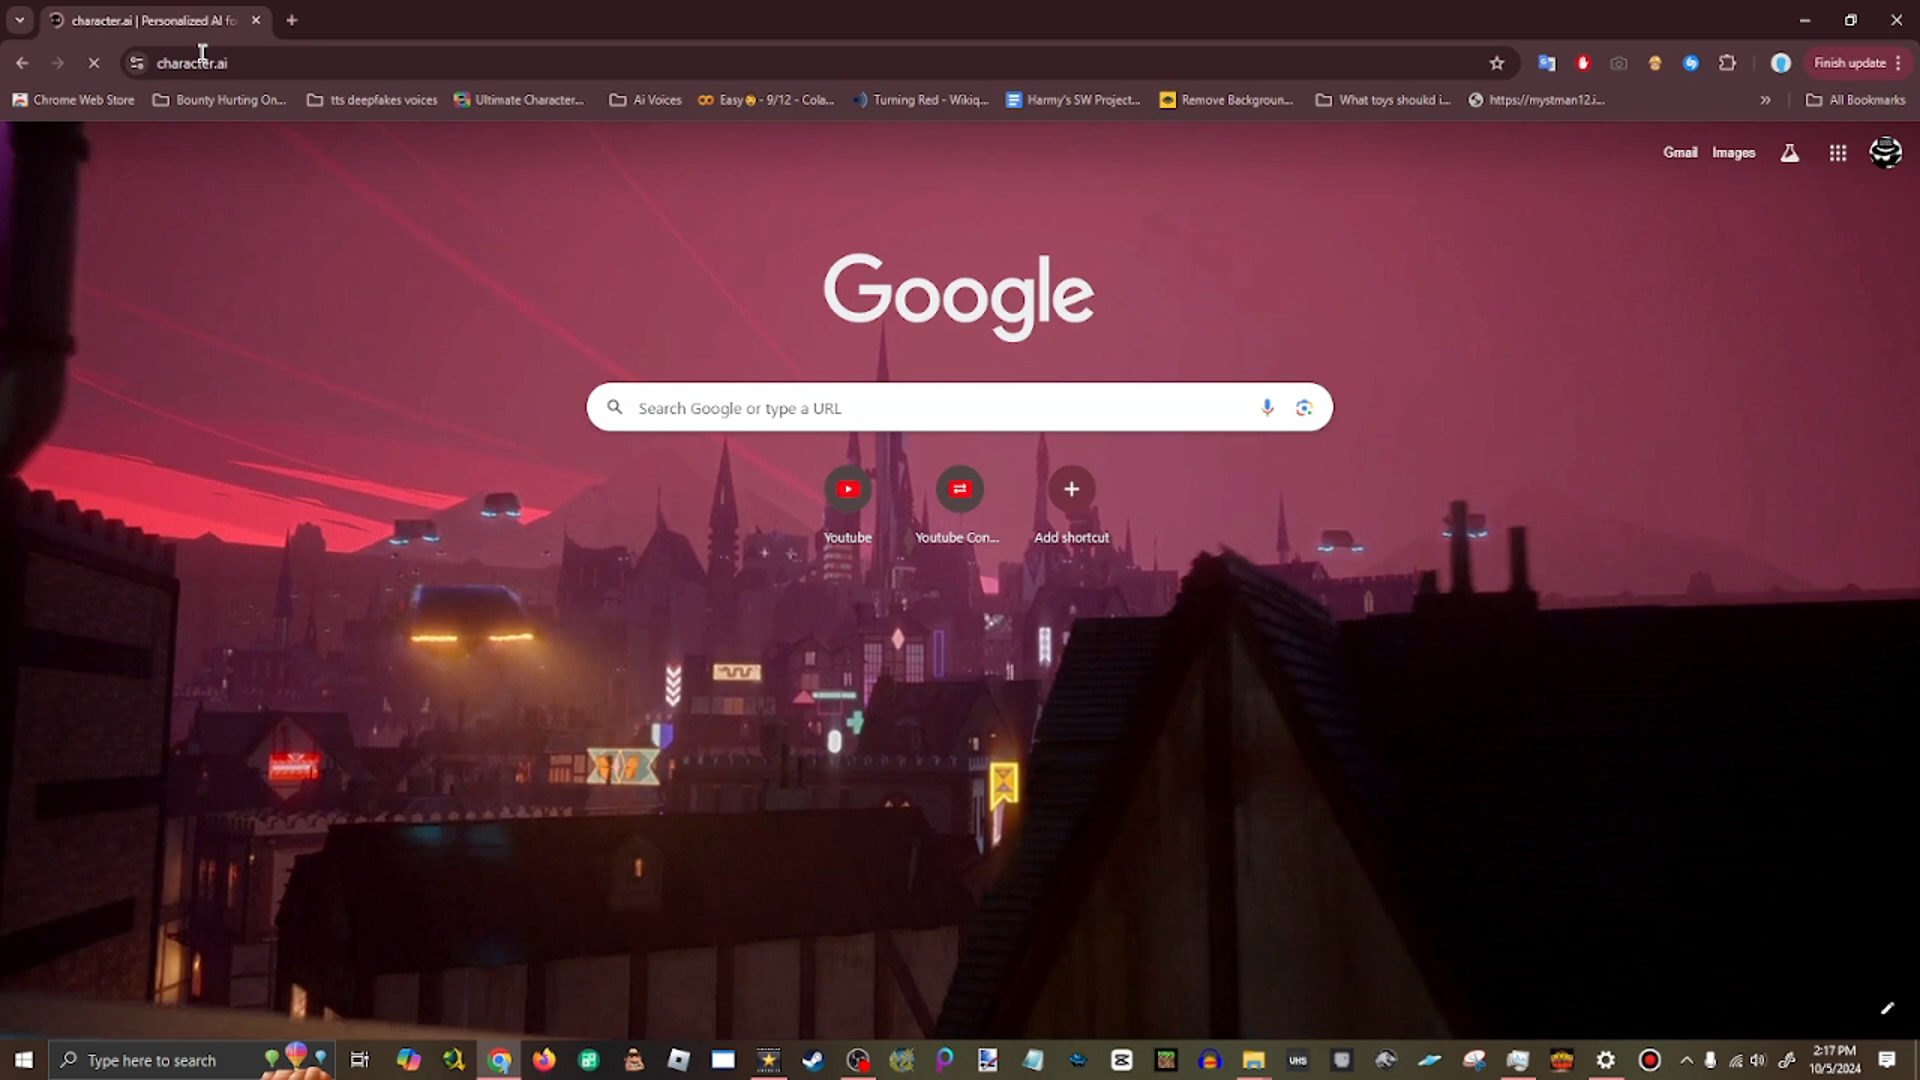 character.ai | Personalized AI fo
character.ai
Finish update
Chrome Web Store
Bounty Hurting On...
tts deepfakes voices
Ultimate Character...
Ai Voices
Easy - 9/12 - Cola...
Turning Red - Wikiq...
Harmy's SW Project...
Remove Backgroun...
What toys shoukd i...
https://mystman12.i...
All Bookmarks
Gmail
Images
Google
Search Google or type a URL
Youtube
Youtube Con...
Add shortcut
Type here to search
VHS
2:17 PM
10/5/2024